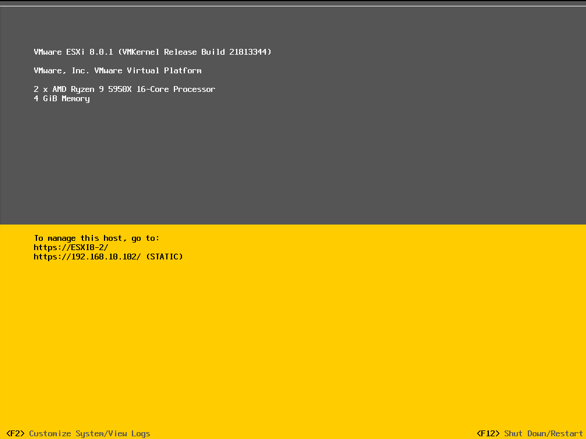 VMware ESXi 8.0.1 (VMKernel Release Build 21813344)
VMware, Inc. VMware Virtual Platform
2 x AMD Ryzen 9 5950X 16-Core Processor
4 GiB Memory
To manage this host, go to:
https://ESXI8-2/
https://192.168.10.102/ (STATIC)
<F2> Customize System/View Logs
<F12> Shut Down/Restart